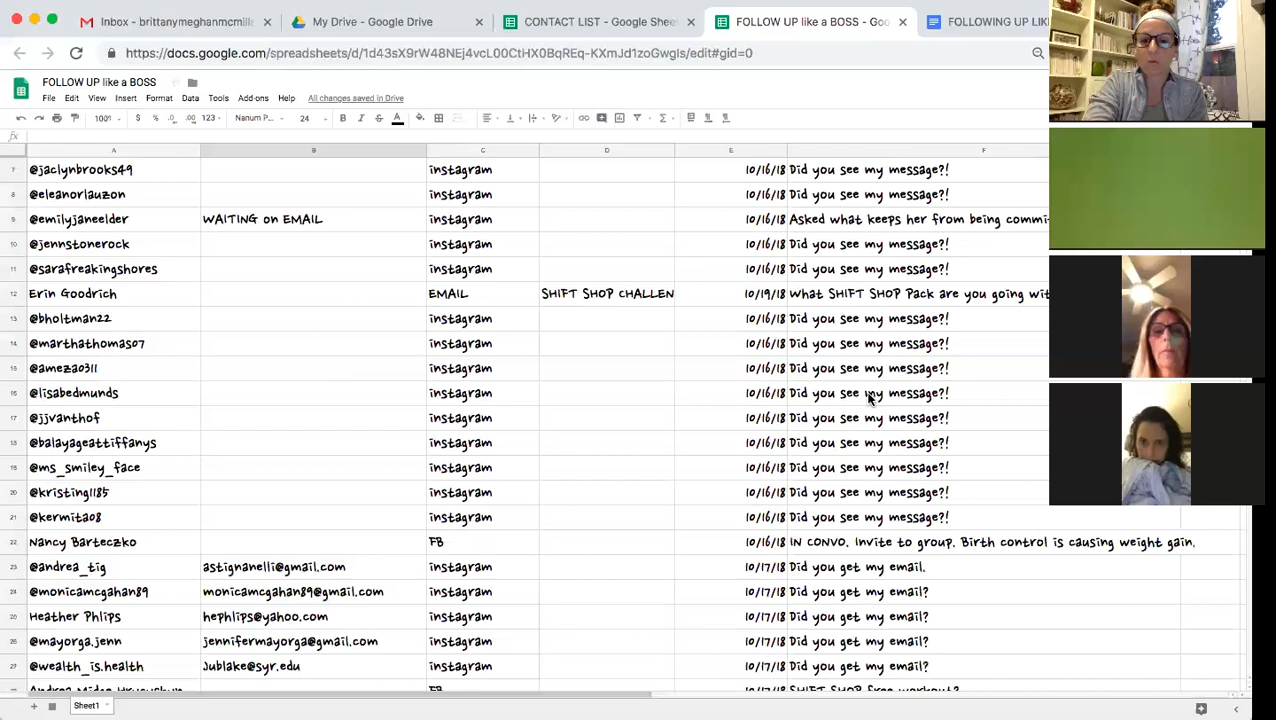 Inbox - brittanymeghanmcmille
My Drive - Google Drive
CONTACT LIST - Google Shee
FOLLOW UP like a BOSS - Goo
FOLLOWING UP LIK
FOLLOW UP like a BOSS
File Edit View Insert Format Data Tools Add-ons Help All changes saved in Drive
100% $ % .0 .00 123 Nanum P... 24 B I S A
fx
A B C D E F
7 @jaclynbrooks49 instagram 10/16/18 Did you see my message?!
8 @eleanorlauzon instagram 10/16/18 Did you see my message?!
9 @emilyjaneelder WAITING on EMAIL instagram 10/16/18 Asked what keeps her from being commi
10 @jennstonerock instagram 10/16/18 Did you see my message?!
11 @sarafreakingshores instagram 10/16/18 Did you see my message?!
12 Erin Goodrich EMAIL SHIFT SHOP CHALLEN 10/19/18 What SHIFT SHOP Pack are you going wit
13 @bholtman22 instagram 10/16/18 Did you see my message?!
14 @marthathomas07 instagram 10/16/18 Did you see my message?!
15 @ameza0311 instagram 10/16/18 Did you see my message?!
16 @lisabedmunds instagram 10/16/18 Did you see my message?!
17 @jjvanthof instagram 10/16/18 Did you see my message?!
18 @balayageattiffanys instagram 10/16/18 Did you see my message?!
19 @ms_smiley_face instagram 10/16/18 Did you see my message?!
20 @kristing1185 instagram 10/16/18 Did you see my message?!
21 @kermita08 instagram 10/16/18 Did you see my message?!
22 Nancy Barteczko FB 10/16/18 IN CONVO. Invite to group. Birth control is causing weight gain.
23 @andrea_tig astignanelli@gmail.com instagram 10/17/18 Did you get my email.
24 @monicamcgahan89 monicamcgahan89@gmail.com instagram 10/17/18 Did you get my email?
25 Heather Phlips hephlips@yahoo.com instagram 10/17/18 Did you get my email?
26 @mayorga.jenn jennifermayorga@gmail.com instagram 10/17/18 Did you get my email?
27 @wealth_is.health Jublake@syr.edu instagram 10/17/18 Did you get my email?
FB 10/17/18 SHIFT SHOP free workout?
Sheet1